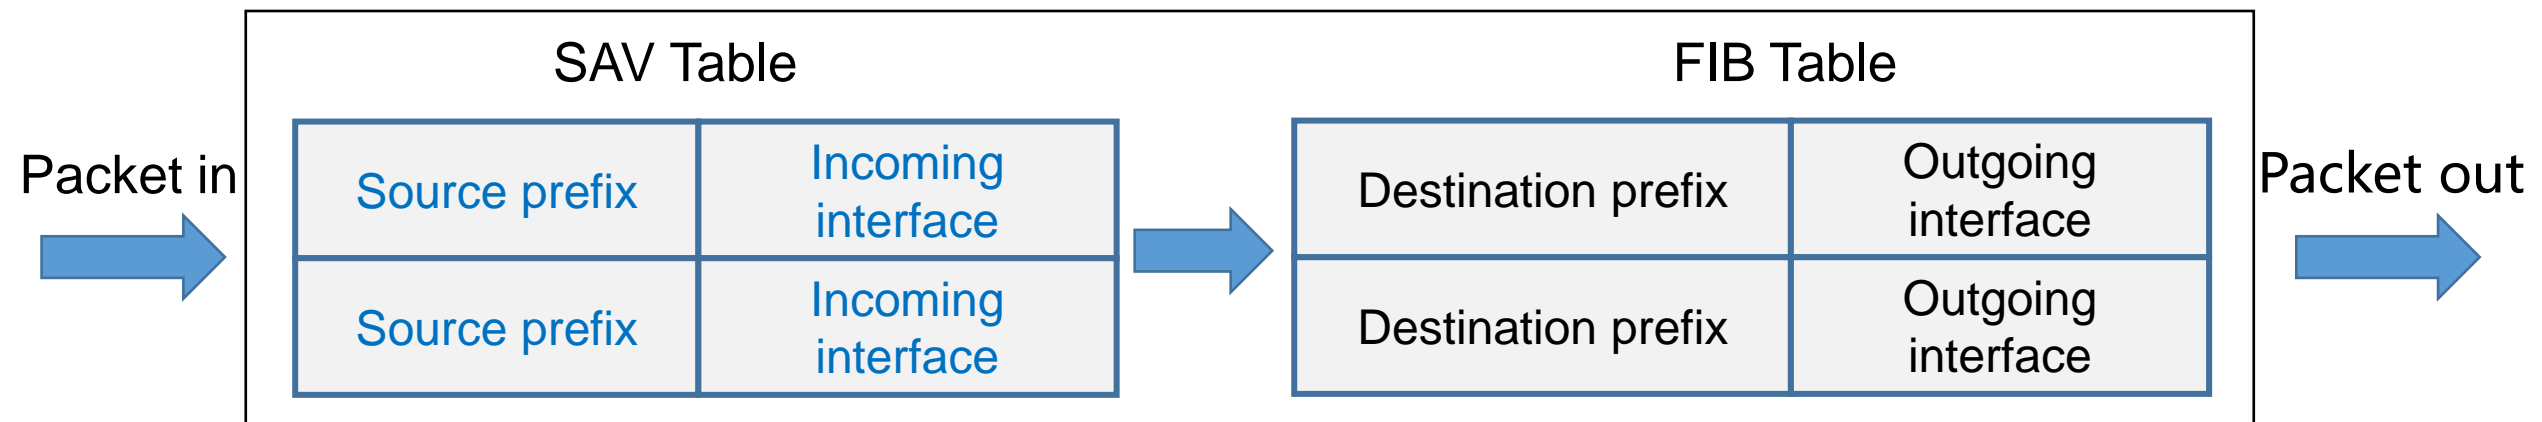 SAV Table
FIB Table
Packet in
Source prefix
Incoming
interface
Destination prefix
Outgoing
interface
Packet out
Source prefix
Incoming
interface
Destination prefix
Outgoing
interface